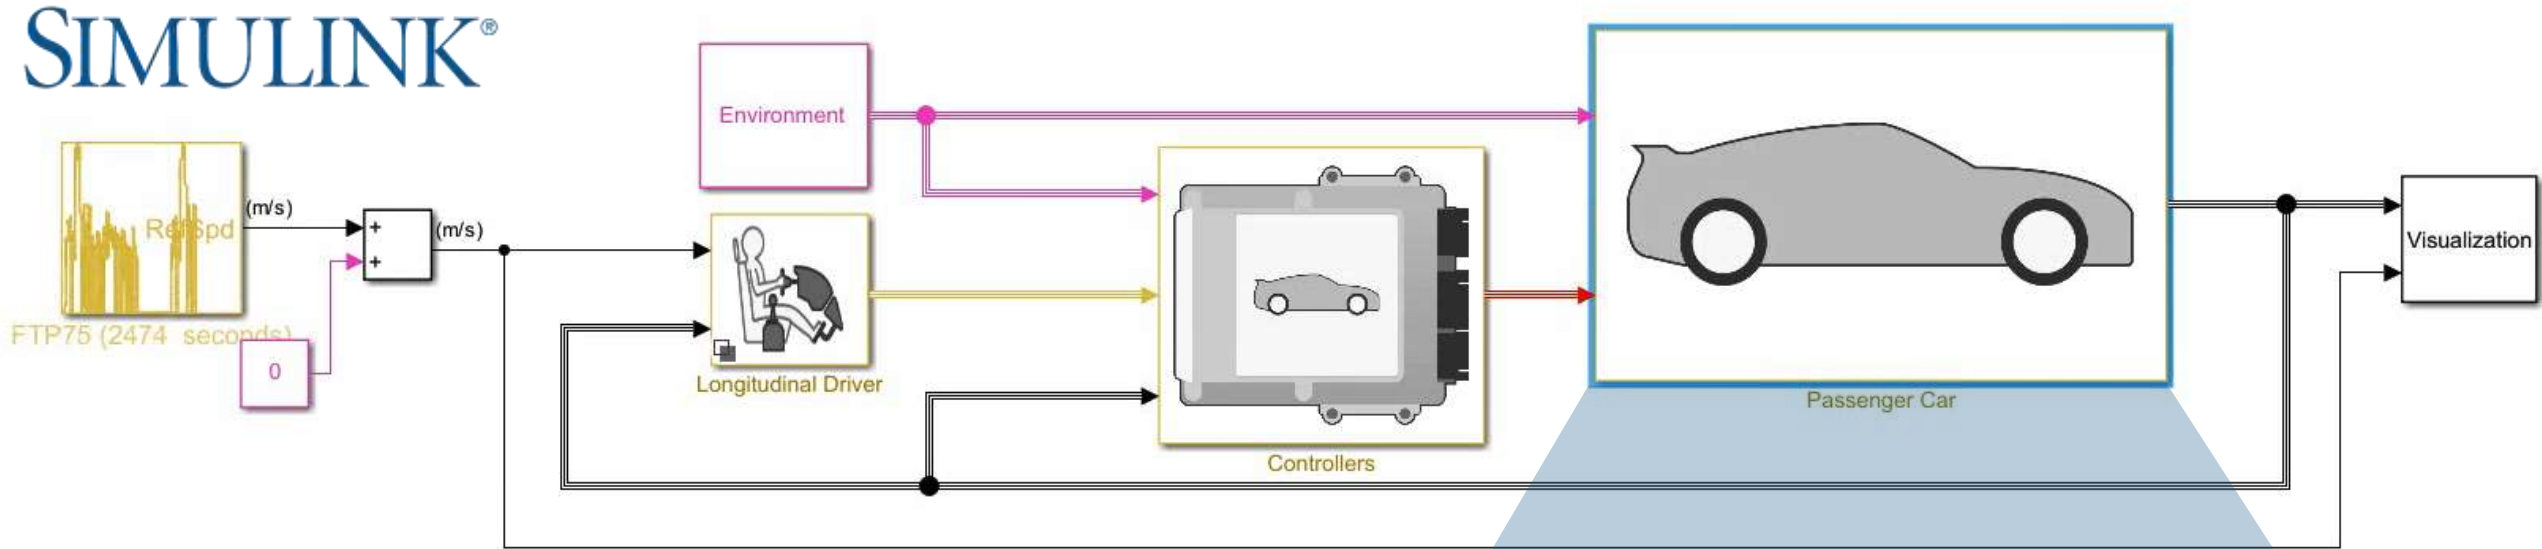 SIMULINK®
Environment
RefSpd
(m/s)
+
+
(m/s)
FTP75 (2474 seconds)
0
Longitudinal Driver
Controllers
Passenger Car
Visualization